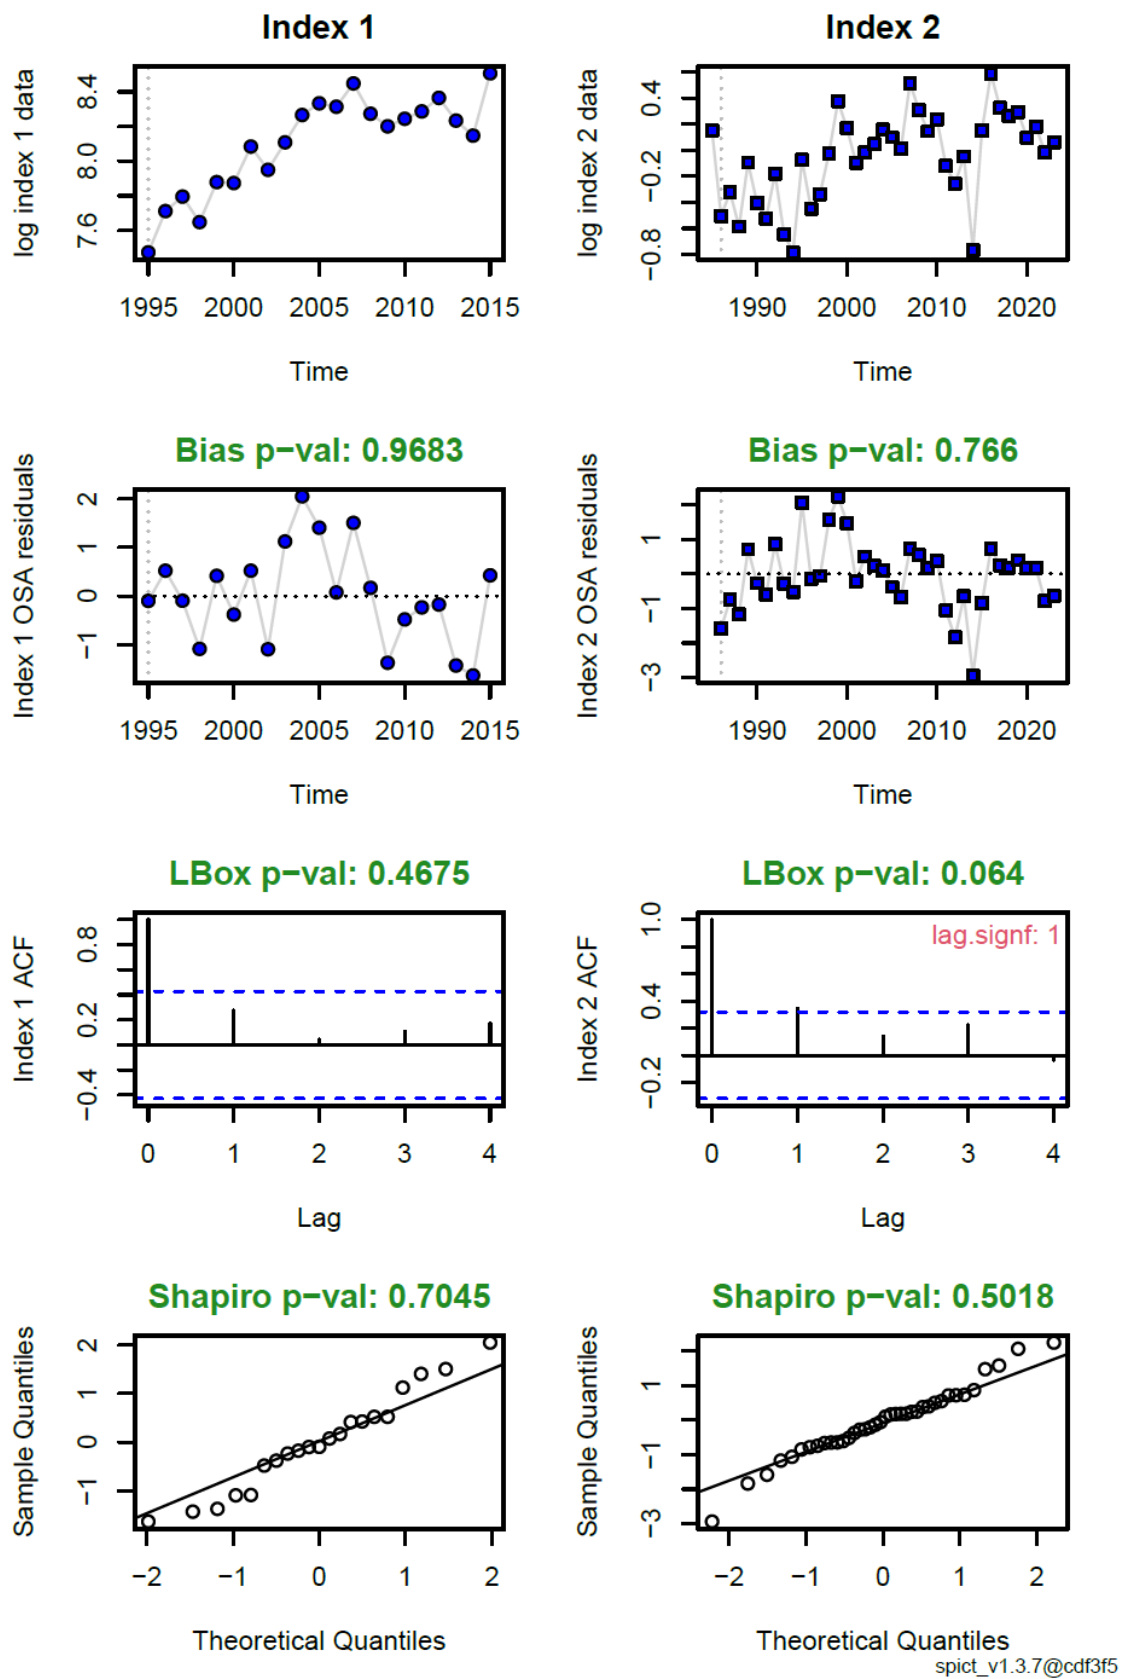 Index 1
log index 1 data
7.6 8.0 8.4
1995 2000 2005 2010 2015
Time
Index 2
log index 2 data
−0.8 −0.2 0.4
1990 2000 2010 2020
Time
Bias p−val: 0.9683
Index 1 OSA residuals
−1 0 1 2
1995 2000 2005 2010 2015
Time
Bias p−val: 0.766
Index 2 OSA residuals
−3 −1 1
1990 2000 2010 2020
Time
LBox p−val: 0.4675
Index 1 ACF
−0.4 0.2 0.8
0 1 2 3 4
Lag
LBox p−val: 0.064
Index 2 ACF
−0.2 0.4 1.0
lag.signf: 1
0 1 2 3 4
Lag
Shapiro p−val: 0.7045
Sample Quantiles
−1 0 1 2
−2 −1 0 1 2
Theoretical Quantiles
Shapiro p−val: 0.5018
Sample Quantiles
−3 −1 1
−2 −1 0 1 2
Theoretical Quantiles
spict_v1.3.7@cdf3f5